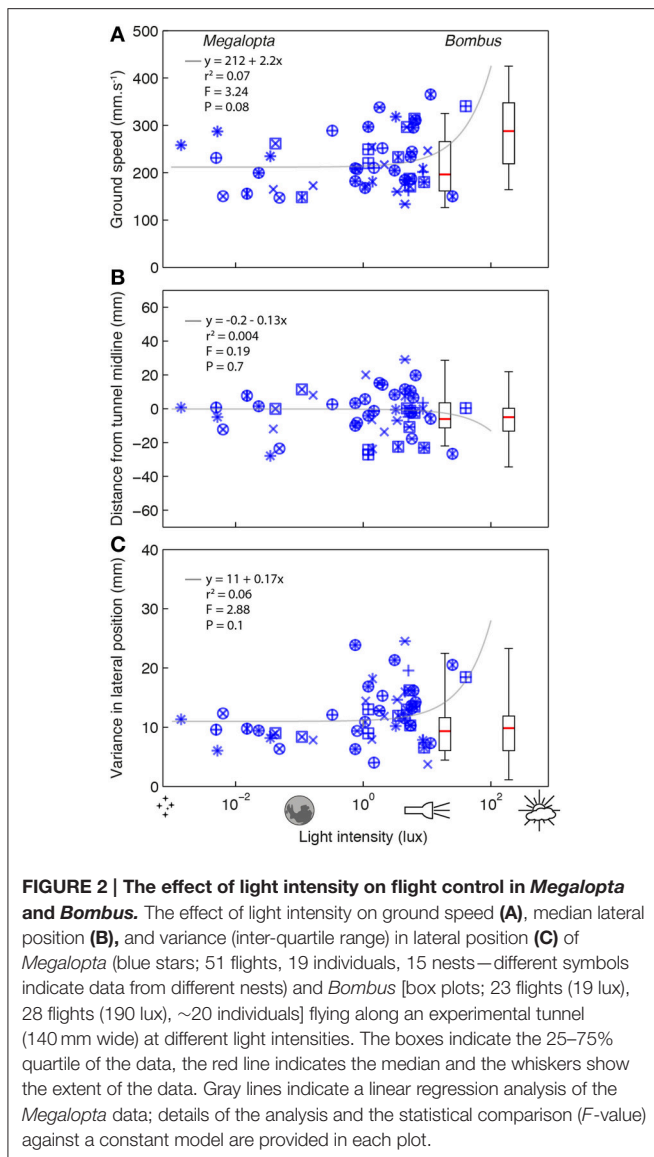 A
500
Megalopta
Bombus
y = 212 + 2.2x
r² = 0.07
F = 3.24
P = 0.08
400
300
200
100
0
Ground speed (mm.s⁻¹)
B
60
y = -0.2 - 0.13x
r² = 0.004
F = 0.19
P = 0.7
40
20
0
−20
−40
−60
Distance from tunnel midline (mm)
C
40
y = 11 + 0.17x
r² = 0.06
F = 2.88
P = 0.1
30
20
10
0
Variance in lateral position (mm)
10⁻²
10⁰
10²
Light intensity (lux)
FIGURE 2 | The effect of light intensity on flight control in Megalopta
and Bombus. The effect of light intensity on ground speed (A), median lateral
position (B), and variance (inter-quartile range) in lateral position (C) of
Megalopta (blue stars; 51 flights, 19 individuals, 15 nests—different symbols
indicate data from different nests) and Bombus [box plots; 23 flights (19 lux),
28 flights (190 lux), ~20 individuals] flying along an experimental tunnel
(140 mm wide) at different light intensities. The boxes indicate the 25–75%
quartile of the data, the red line indicates the median and the whiskers show
the extent of the data. Gray lines indicate a linear regression analysis of the
Megalopta data; details of the analysis and the statistical comparison (F-value)
against a constant model are provided in each plot.